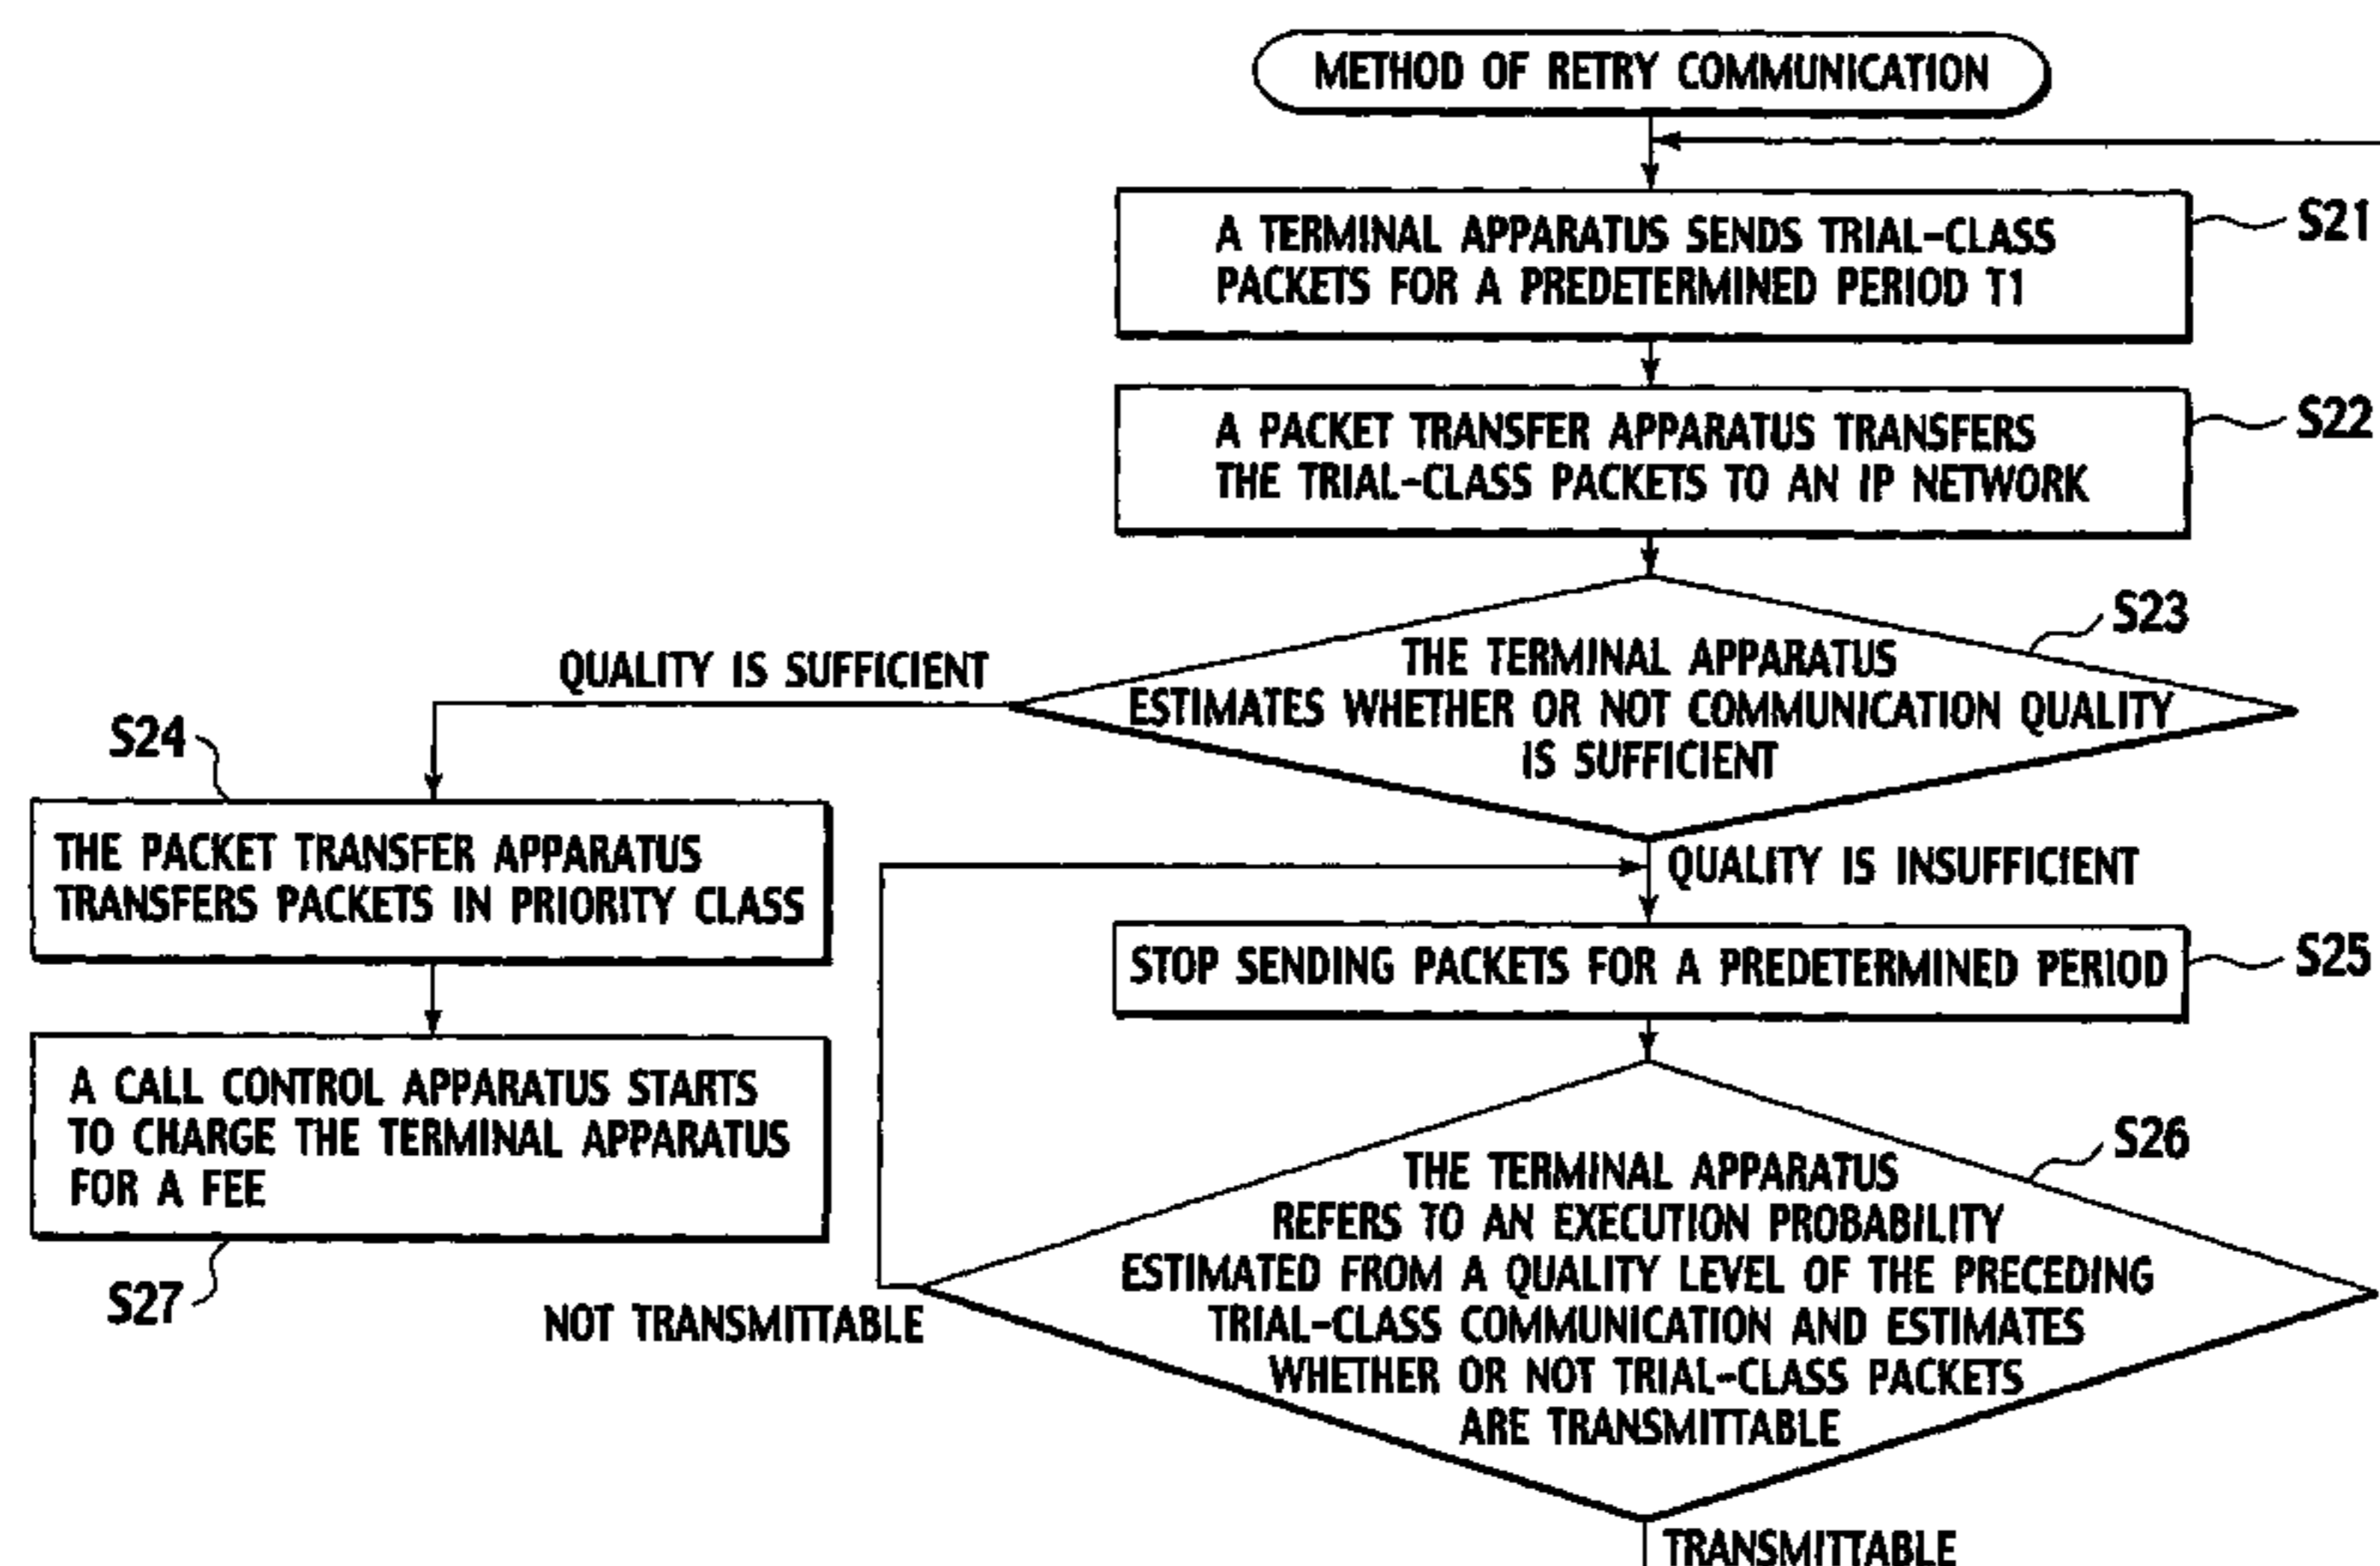 METHOD OF RETRY COMMUNICATION
A TERMINAL APPARATUS SENDS TRIAL-CLASS
PACKETS FOR A PREDETERMINED PERIOD T1
S21
A PACKET TRANSFER APPARATUS TRANSFERS
THE TRIAL-CLASS PACKETS TO AN IP NETWORK
S22
THE TERMINAL APPARATUS
ESTIMATES WHETHER OR NOT COMMUNICATION QUALITY
IS SUFFICIENT
S23
QUALITY IS SUFFICIENT
S24
THE PACKET TRANSFER APPARATUS
TRANSFERS PACKETS IN PRIORITY CLASS
QUALITY IS INSUFFICIENT
STOP SENDING PACKETS FOR A PREDETERMINED PERIOD
S25
A CALL CONTROL APPARATUS STARTS
TO CHARGE THE TERMINAL APPARATUS
FOR A FEE
S27
THE TERMINAL APPARATUS
REFERS TO AN EXECUTION PROBABILITY
ESTIMATED FROM A QUALITY LEVEL OF THE PRECEDING
TRIAL-CLASS COMMUNICATION AND ESTIMATES
WHETHER OR NOT TRIAL-CLASS PACKETS
ARE TRANSMITTABLE
S26
NOT TRANSMITTABLE
TRANSMITTABLE